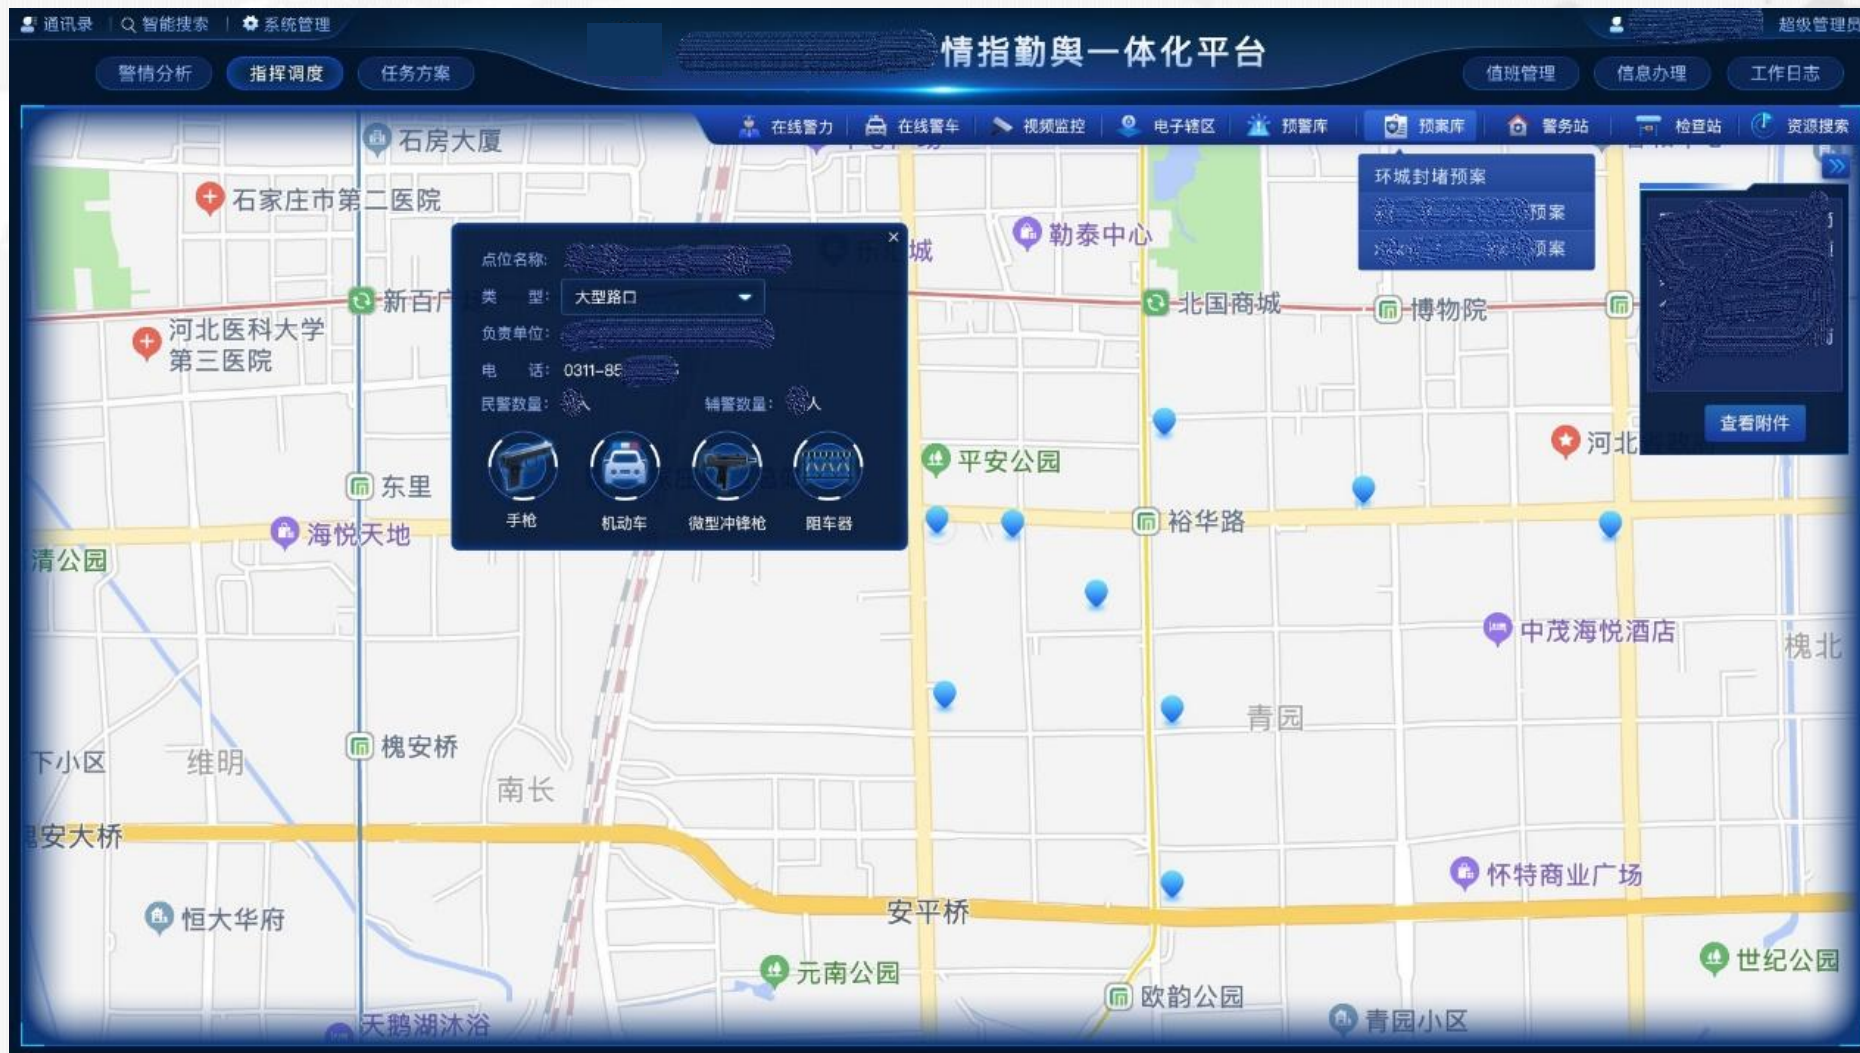 通讯录 智能搜索 系统管理
超级管理员
情指勤舆一体化平台
警情分析 指挥调度 任务方案
值班管理 信息办理 工作日志
在线警力 在线警车 视频监控 电子辖区 预警库 预案库 警务站 检查站 资源搜索
石房大厦
环城封堵预案
石家庄市第二医院
预案
勒泰中心
城
预案
点位名称:
类 型: 大型路口
新百广
北国商城
博物院
河北医科大学
第三医院
负责单位:
电 话: 0311-85
民警数量: 人 辅警数量: 人
查看附件
河北
平安公园
东里
手枪 机动车 微型冲锋枪 阻车器
裕华路
海悦天地
清公园
中茂海悦酒店
槐北
青园
槐安桥
下小区
维明
南长
安大桥
怀特商业广场
安平桥
恒大华府
世纪公园
元南公园
欧韵公园
青园小区
天鹅湖沐浴